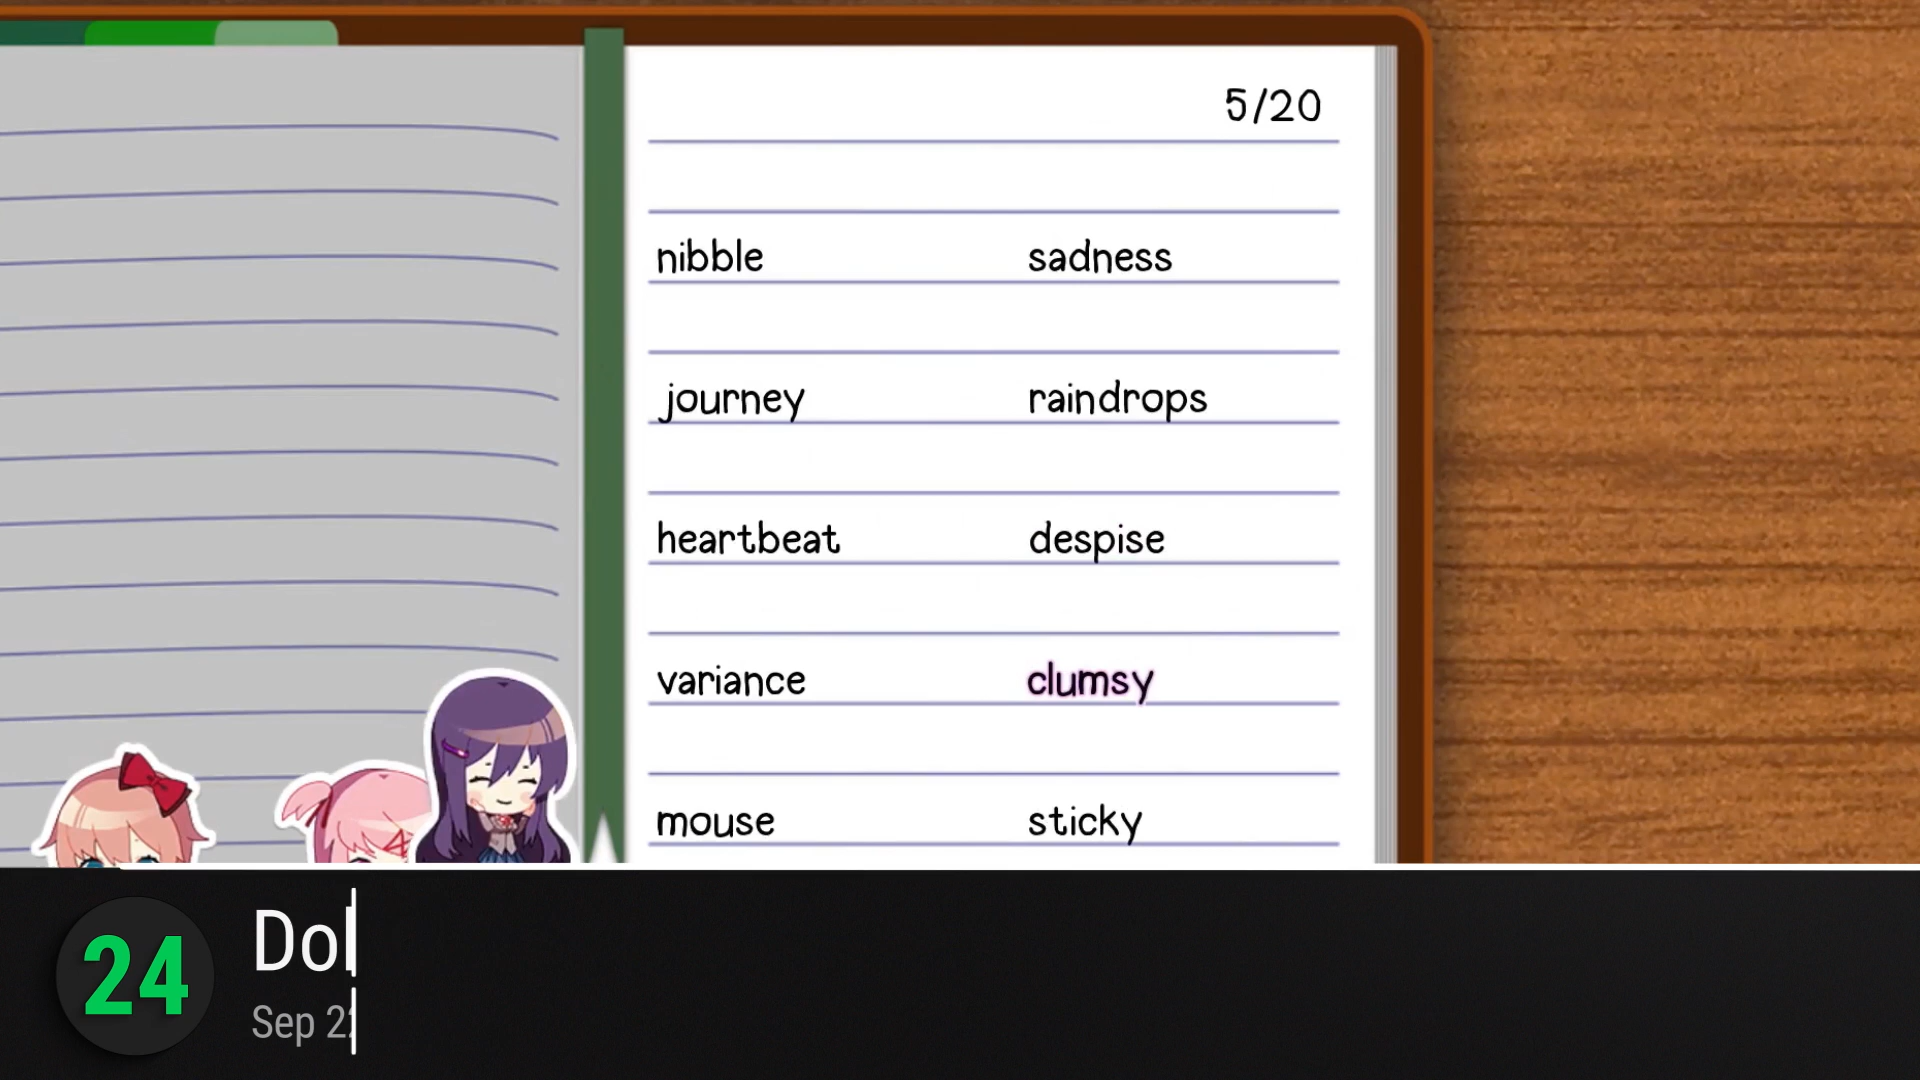 5/20
nibble sadness
journey raindrops
heartbeat despise
variance clumsy
mouse sticky
24
Dol
Sep 2